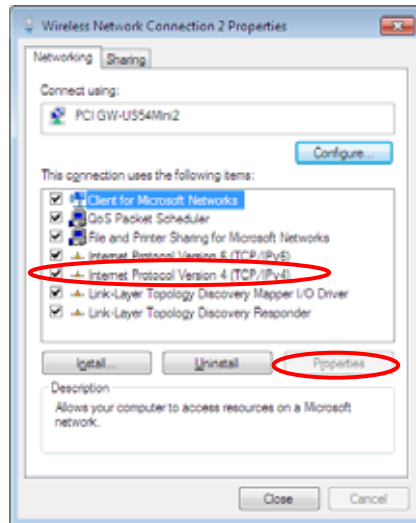 Wireless Network Connection 2 Properties
Networking Sharing
Connect using:
PCI GW-US54Mini2
Configure...
This connection uses the following items:
Client for Microsoft Networks
QoS Packet Scheduler
File and Printer Sharing for Microsoft Networks
Internet Protocol Version 6 (TCP/IPv6)
Internet Protocol Version 4 (TCP/IPv4)
Link-Layer Topology Discovery Mapper I/O Driver
Link-Layer Topology Discovery Responder
Install... Uninstall Properties
Description
Allows your computer to access resources on a Microsoft
network.
Close Cancel